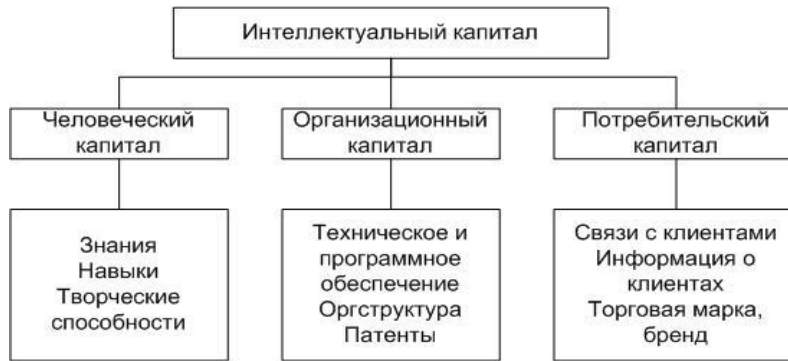 Интеллектуальный капитал
Человеческий
капитал
Организационный
капитал
Потребительский
капитал
Знания
Навыки
Творческие
способности
Техническое и
программное
обеспечение
Оргструктура
Патенты
Связи с клиентами
Информация о
клиентах
Торговая марка,
бренд